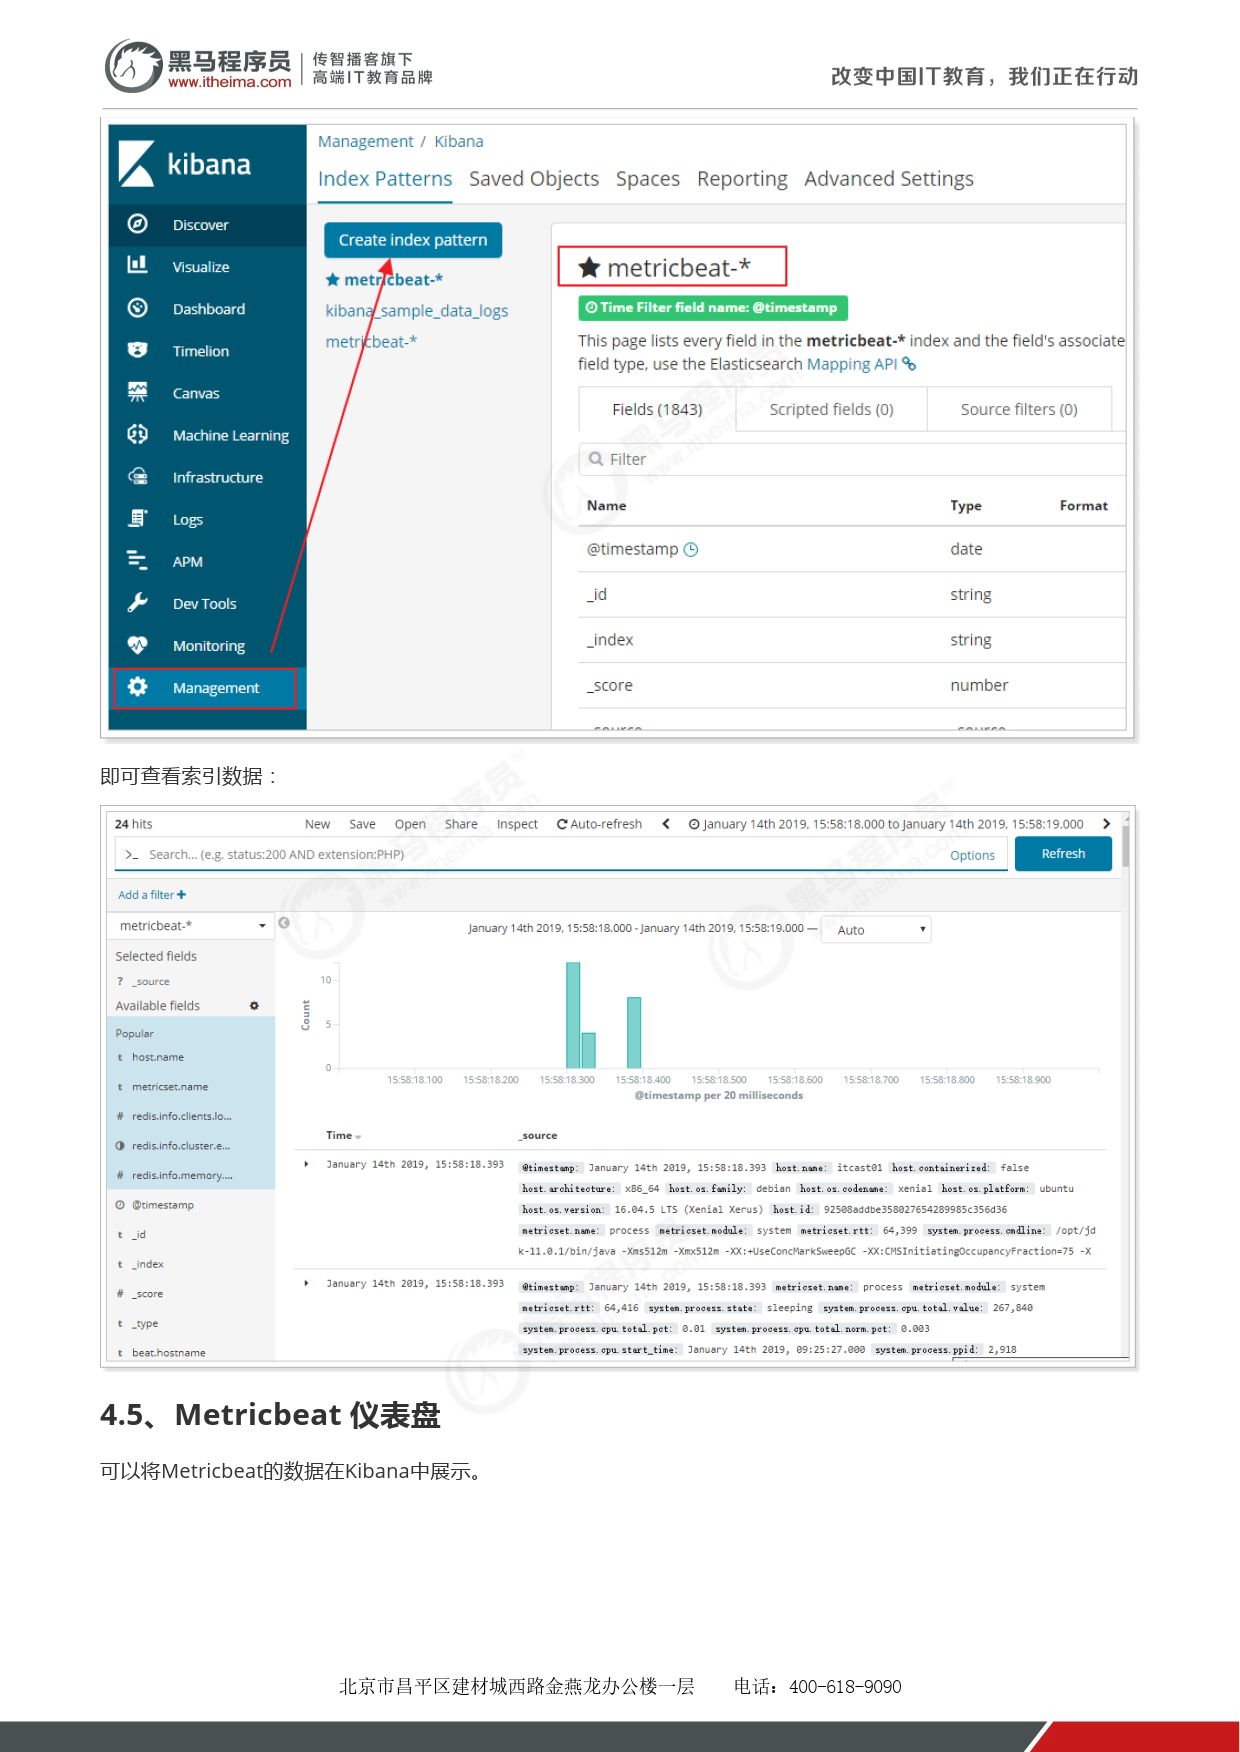 黑马程序员
www.itheima.com
传智播客旗下
高端IT教育品牌
改变中国IT教育，我们正在行动
kibana
Discover
Visualize
Dashboard
Timelion
Canvas
Machine Learning
Infrastructure
Logs
APM
Dev Tools
Monitoring
Management
Management / Kibana
Index Patterns Saved Objects Spaces Reporting Advanced Settings
Create index pattern
★ metricbeat-*
kibana_sample_data_logs
metricbeat-*
★ metricbeat-*
Time Filter field name: @timestamp
This page lists every field in the metricbeat-* index and the field's associate
field type, use the Elasticsearch Mapping API
Fields (1843) Scripted fields (0) Source filters (0)
Filter
Name Type Format
@timestamp date
_id string
_index string
_score number
_source _source
即可查看索引数据：
24 hits New Save Open Share Inspect Auto-refresh January 14th 2019, 15:58:18.000 to January 14th 2019, 15:58:19.000
>_ Search... (e.g. status:200 AND extension:PHP) Options Refresh
Add a filter +
metricbeat-*
Selected fields
? _source
Available fields
Popular
t host.name
t metricset.name
# redis.info.clients.lo...
redis.info.cluster.e...
# redis.info.memory....
@timestamp
t _id
t _index
# _score
t _type
t beat.hostname
January 14th 2019, 15:58:18.000 - January 14th 2019, 15:58:19.000 — Auto
Count
10
5
0
15:58:18.100 15:58:18.200 15:58:18.300 15:58:18.400 15:58:18.500 15:58:18.600 15:58:18.700 15:58:18.800 15:58:18.900
@timestamp per 20 milliseconds
Time _source
January 14th 2019, 15:58:18.393 @timestamp: January 14th 2019, 15:58:18.393 host.name: itcast01 host.containerized: false
host.architecture: x86_64 host.os.family: debian host.os.codename: xenial host.os.platform: ubuntu
host.os.version: 16.04.5 LTS (Xenial Xerus) host.id: 92508addbe358027654289985c356d36
metricset.name: process metricset.module: system metricset.rtt: 64,399 system.process.cmdline: /opt/jd
k-11.0.1/bin/java -Xms512m -Xmx512m -XX:+UseConcMarkSweepGC -XX:CMSInitiatingOccupancyFraction=75 -X
January 14th 2019, 15:58:18.393 @timestamp: January 14th 2019, 15:58:18.393 metricset.name: process metricset.module: system
metricset.rtt: 64,416 system.process.state: sleeping system.process.cpu.total.value: 267,840
system.process.cpu.total.pct: 0.01 system.process.cpu.total.norm.pct: 0.003
system.process.cpu.start_time: January 14th 2019, 09:25:27.000 system.process.ppid: 2,918
4.5、Metricbeat 仪表盘
可以将Metricbeat的数据在Kibana中展示。
北京市昌平区建材城西路金燕龙办公楼一层 电话：400-618-9090